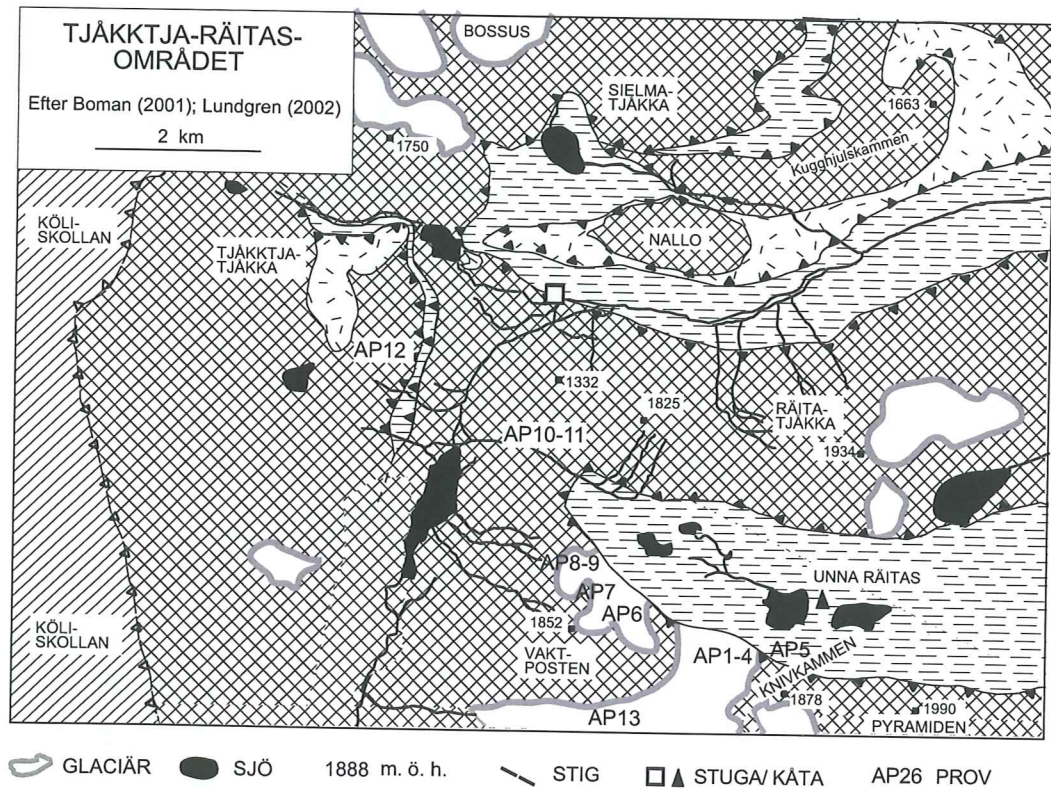 TJÅKKTJA-RÄITAS-
OMRÅDET
Efter Boman (2001); Lundgren (2002)
2 km
BOSSUS
SIELMA-
TJÅKKA
1663
1750
Kugghjulskammen
KÖLI-
SKOLLAN
TJÅKKTJA-
TJÅKKA
NALLO
AP12
1332
1825
RÄITA-
TJÅKKA
AP10-11
1934
AP8-9
UNNA RÄITAS
AP7
AP6
KÖLI-
SKOLLAN
1852
VAKT-
POSTEN
AP1-4
AP5
KNIVKAMMEN
AP13
1878
1990
PYRAMIDEN
GLACIÄR
SJÖ
1888 m. ö. h.
STIG
STUGA/ KÅTA
AP26 PROV